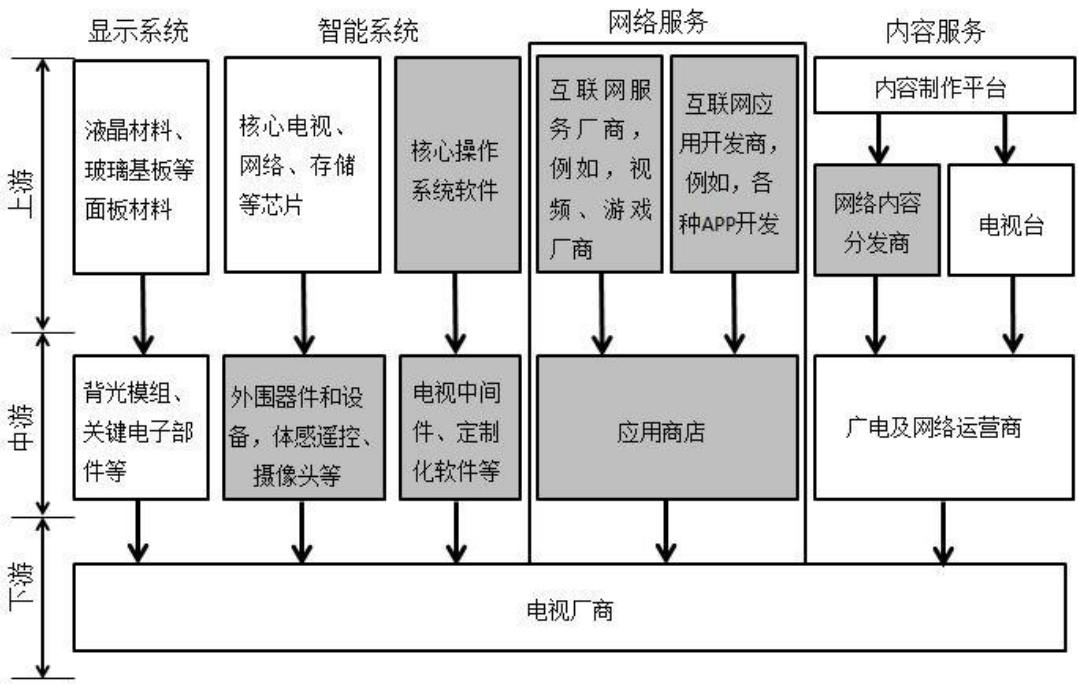 显示系统
智能系统
网络服务
内容服务
上游
液晶材料、
玻璃基板等
面板材料
核心电视、
网络、存储
等芯片
核心操作
系统软件
互联网服
务厂商，
例如，视
频、游戏
厂商
互联网应
用开发商，
例如，各
种APP开发
内容制作平台
网络内容
分发商
电视台
中游
背光模组、
关键电子部
件等
外围器件和设
备，体感遥控、
摄像头等
电视中间
件、定制
化软件等
应用商店
广电及网络运营商
下游
电视厂商